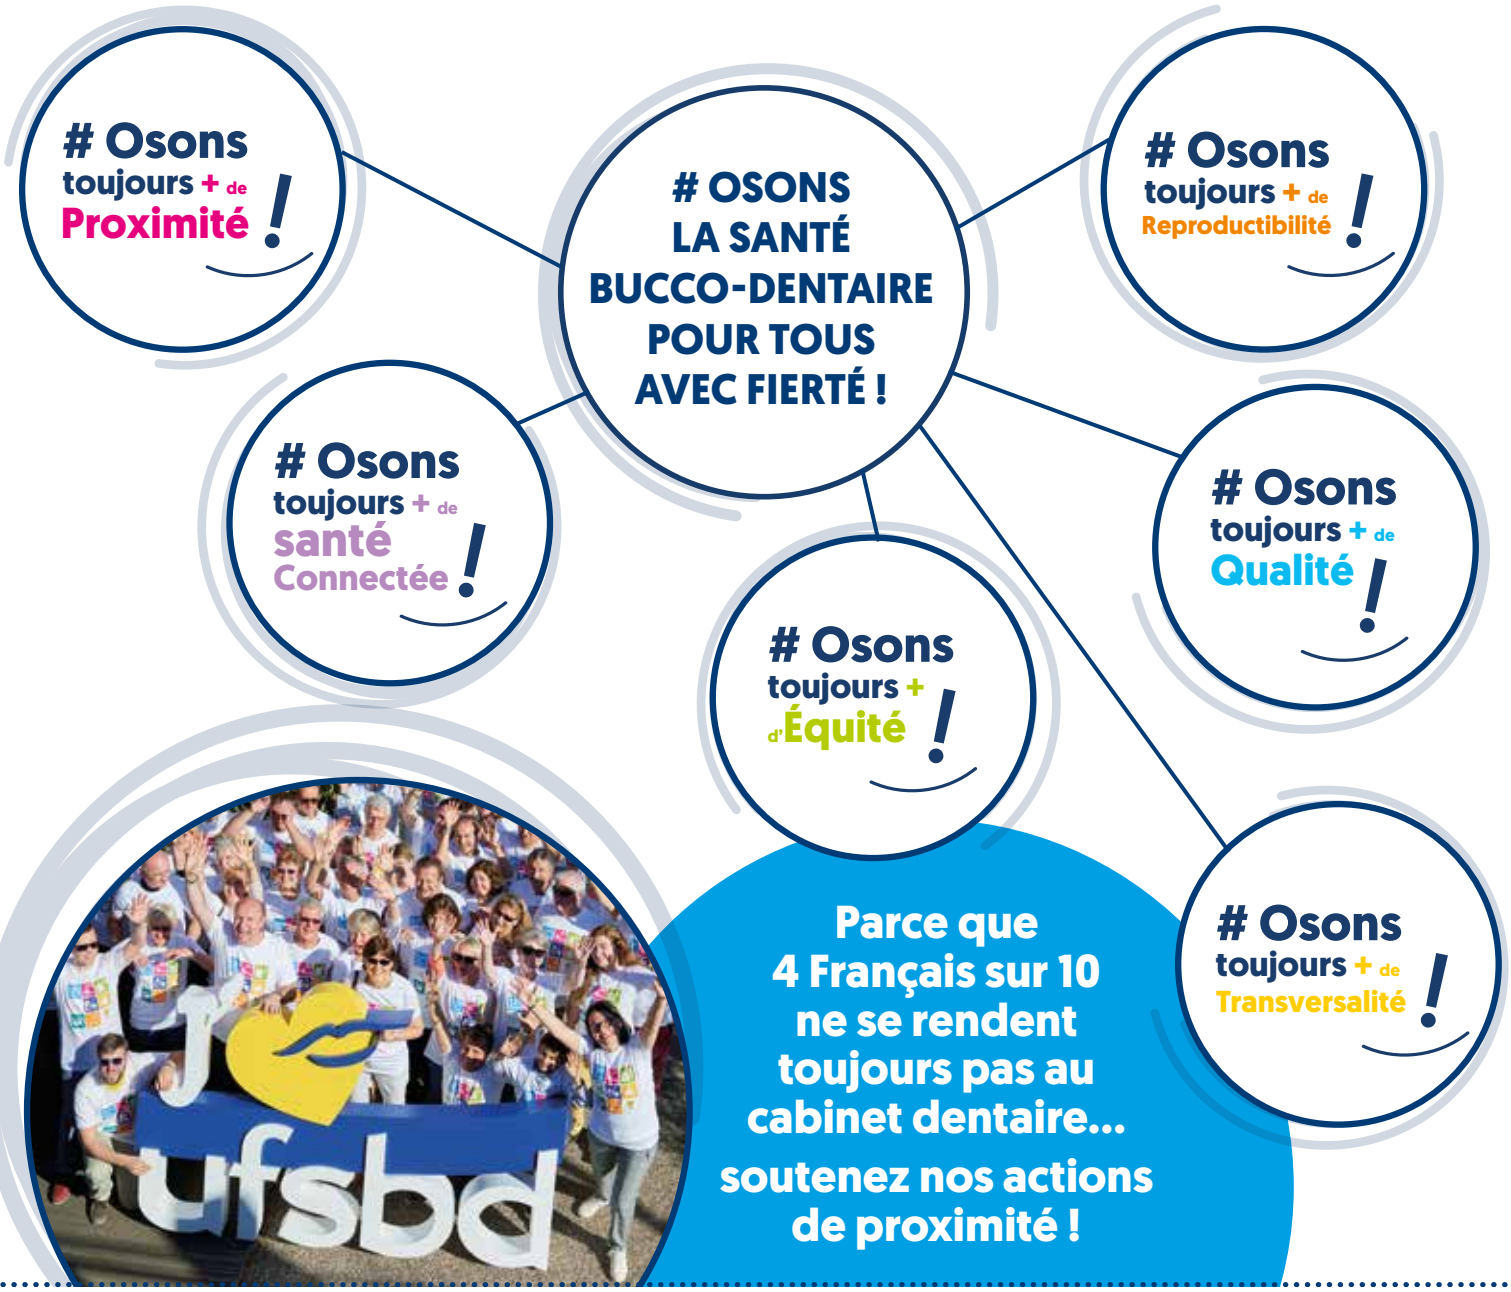 # Osons
toujours + de
Proximité !
# OSONS
LA SANTÉ
BUCCO-DENTAIRE
POUR TOUS
AVEC FIERTÉ !
# Osons
toujours + de
Reproductibilité !
# Osons
toujours + de
santé
Connectée !
# Osons
toujours + de
Qualité !
# Osons
toujours +
d'Équité !
# Osons
toujours + de
Transversalité !
Parce que
4 Français sur 10
ne se rendent
toujours pas au
cabinet dentaire...
soutenez nos actions
de proximité !
J'
ufsbd